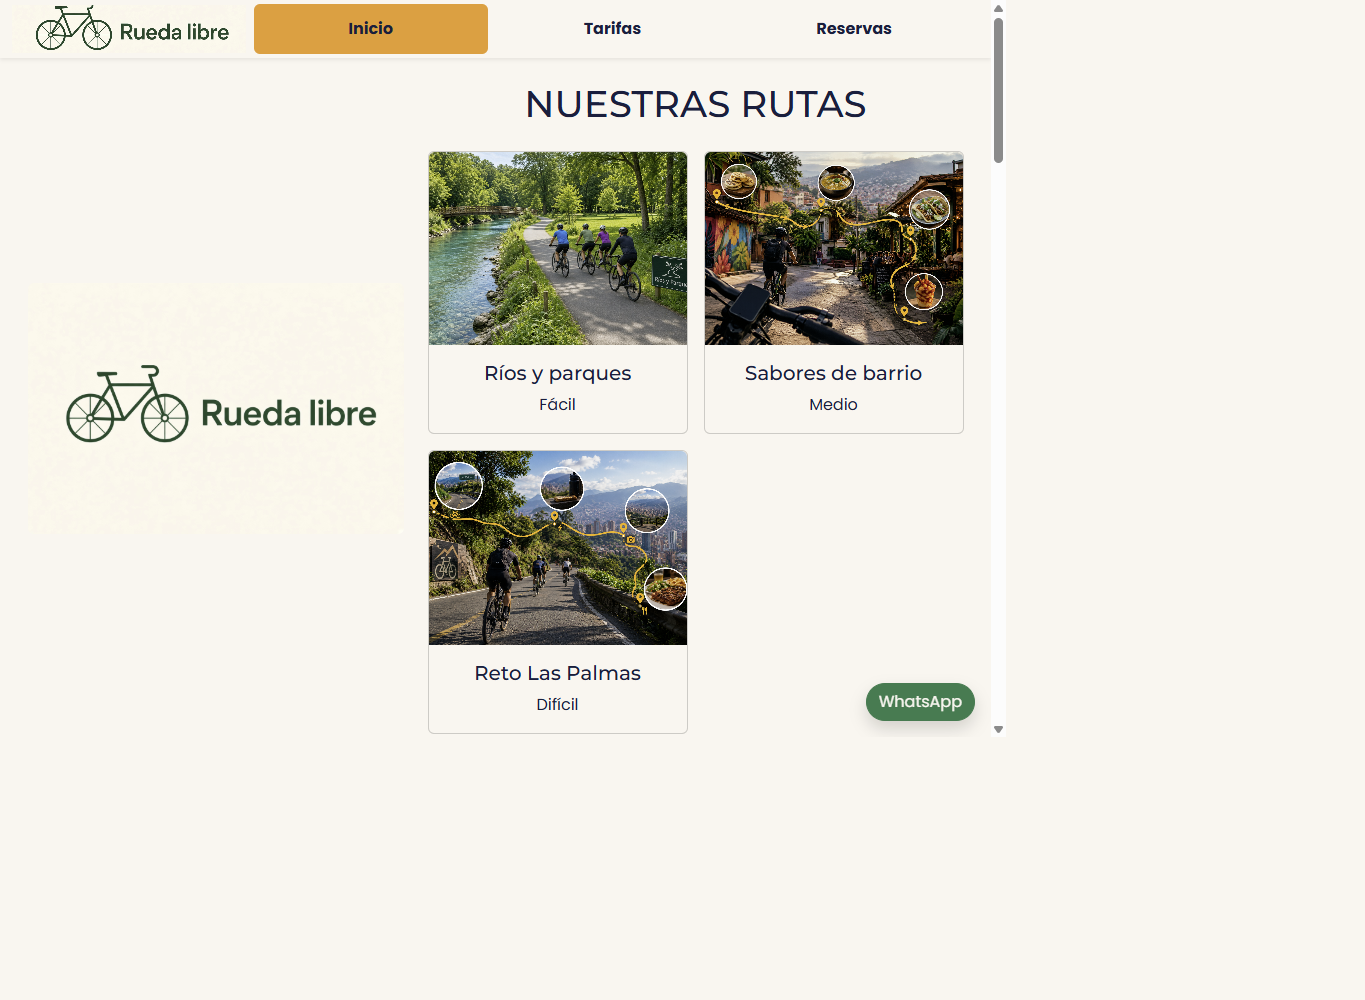 Rueda libre
Inicio
Tarifas
Reservas
NUESTRAS RUTAS
Rueda libre
Ríos y parques
Fácil
Sabores de barrio
Medio
Reto Las Palmas
Difícil
WhatsApp